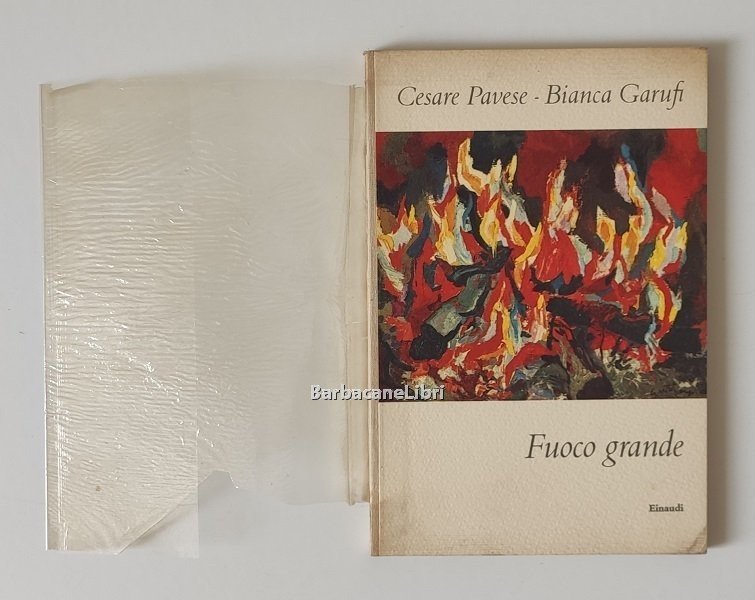 Cesare Pavese - Bianca Garufi
BarbacaneLibri
Fuoco grande
Einaudi